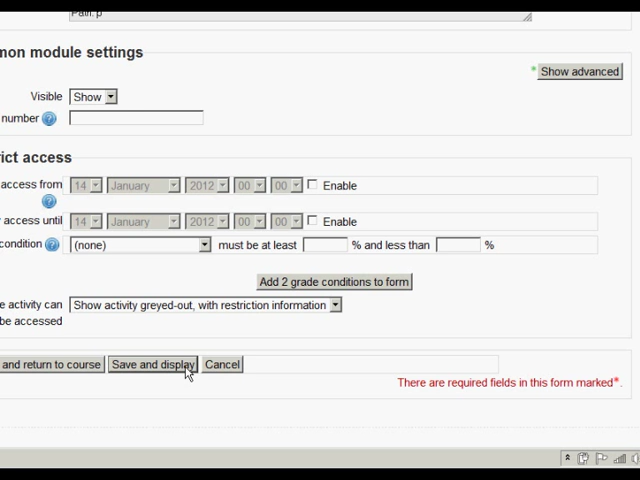 Path: p
mon module settings
* Show advanced
Visible Show
number
rict access
access from 14 January 2012 00 00 Enable
access until 14 January 2012 00 00 Enable
condition (none) must be at least % and less than %
Add 2 grade conditions to form
e activity can Show activity greyed-out, with restriction information
be accessed
and return to course Save and display Cancel
There are required fields in this form marked*.